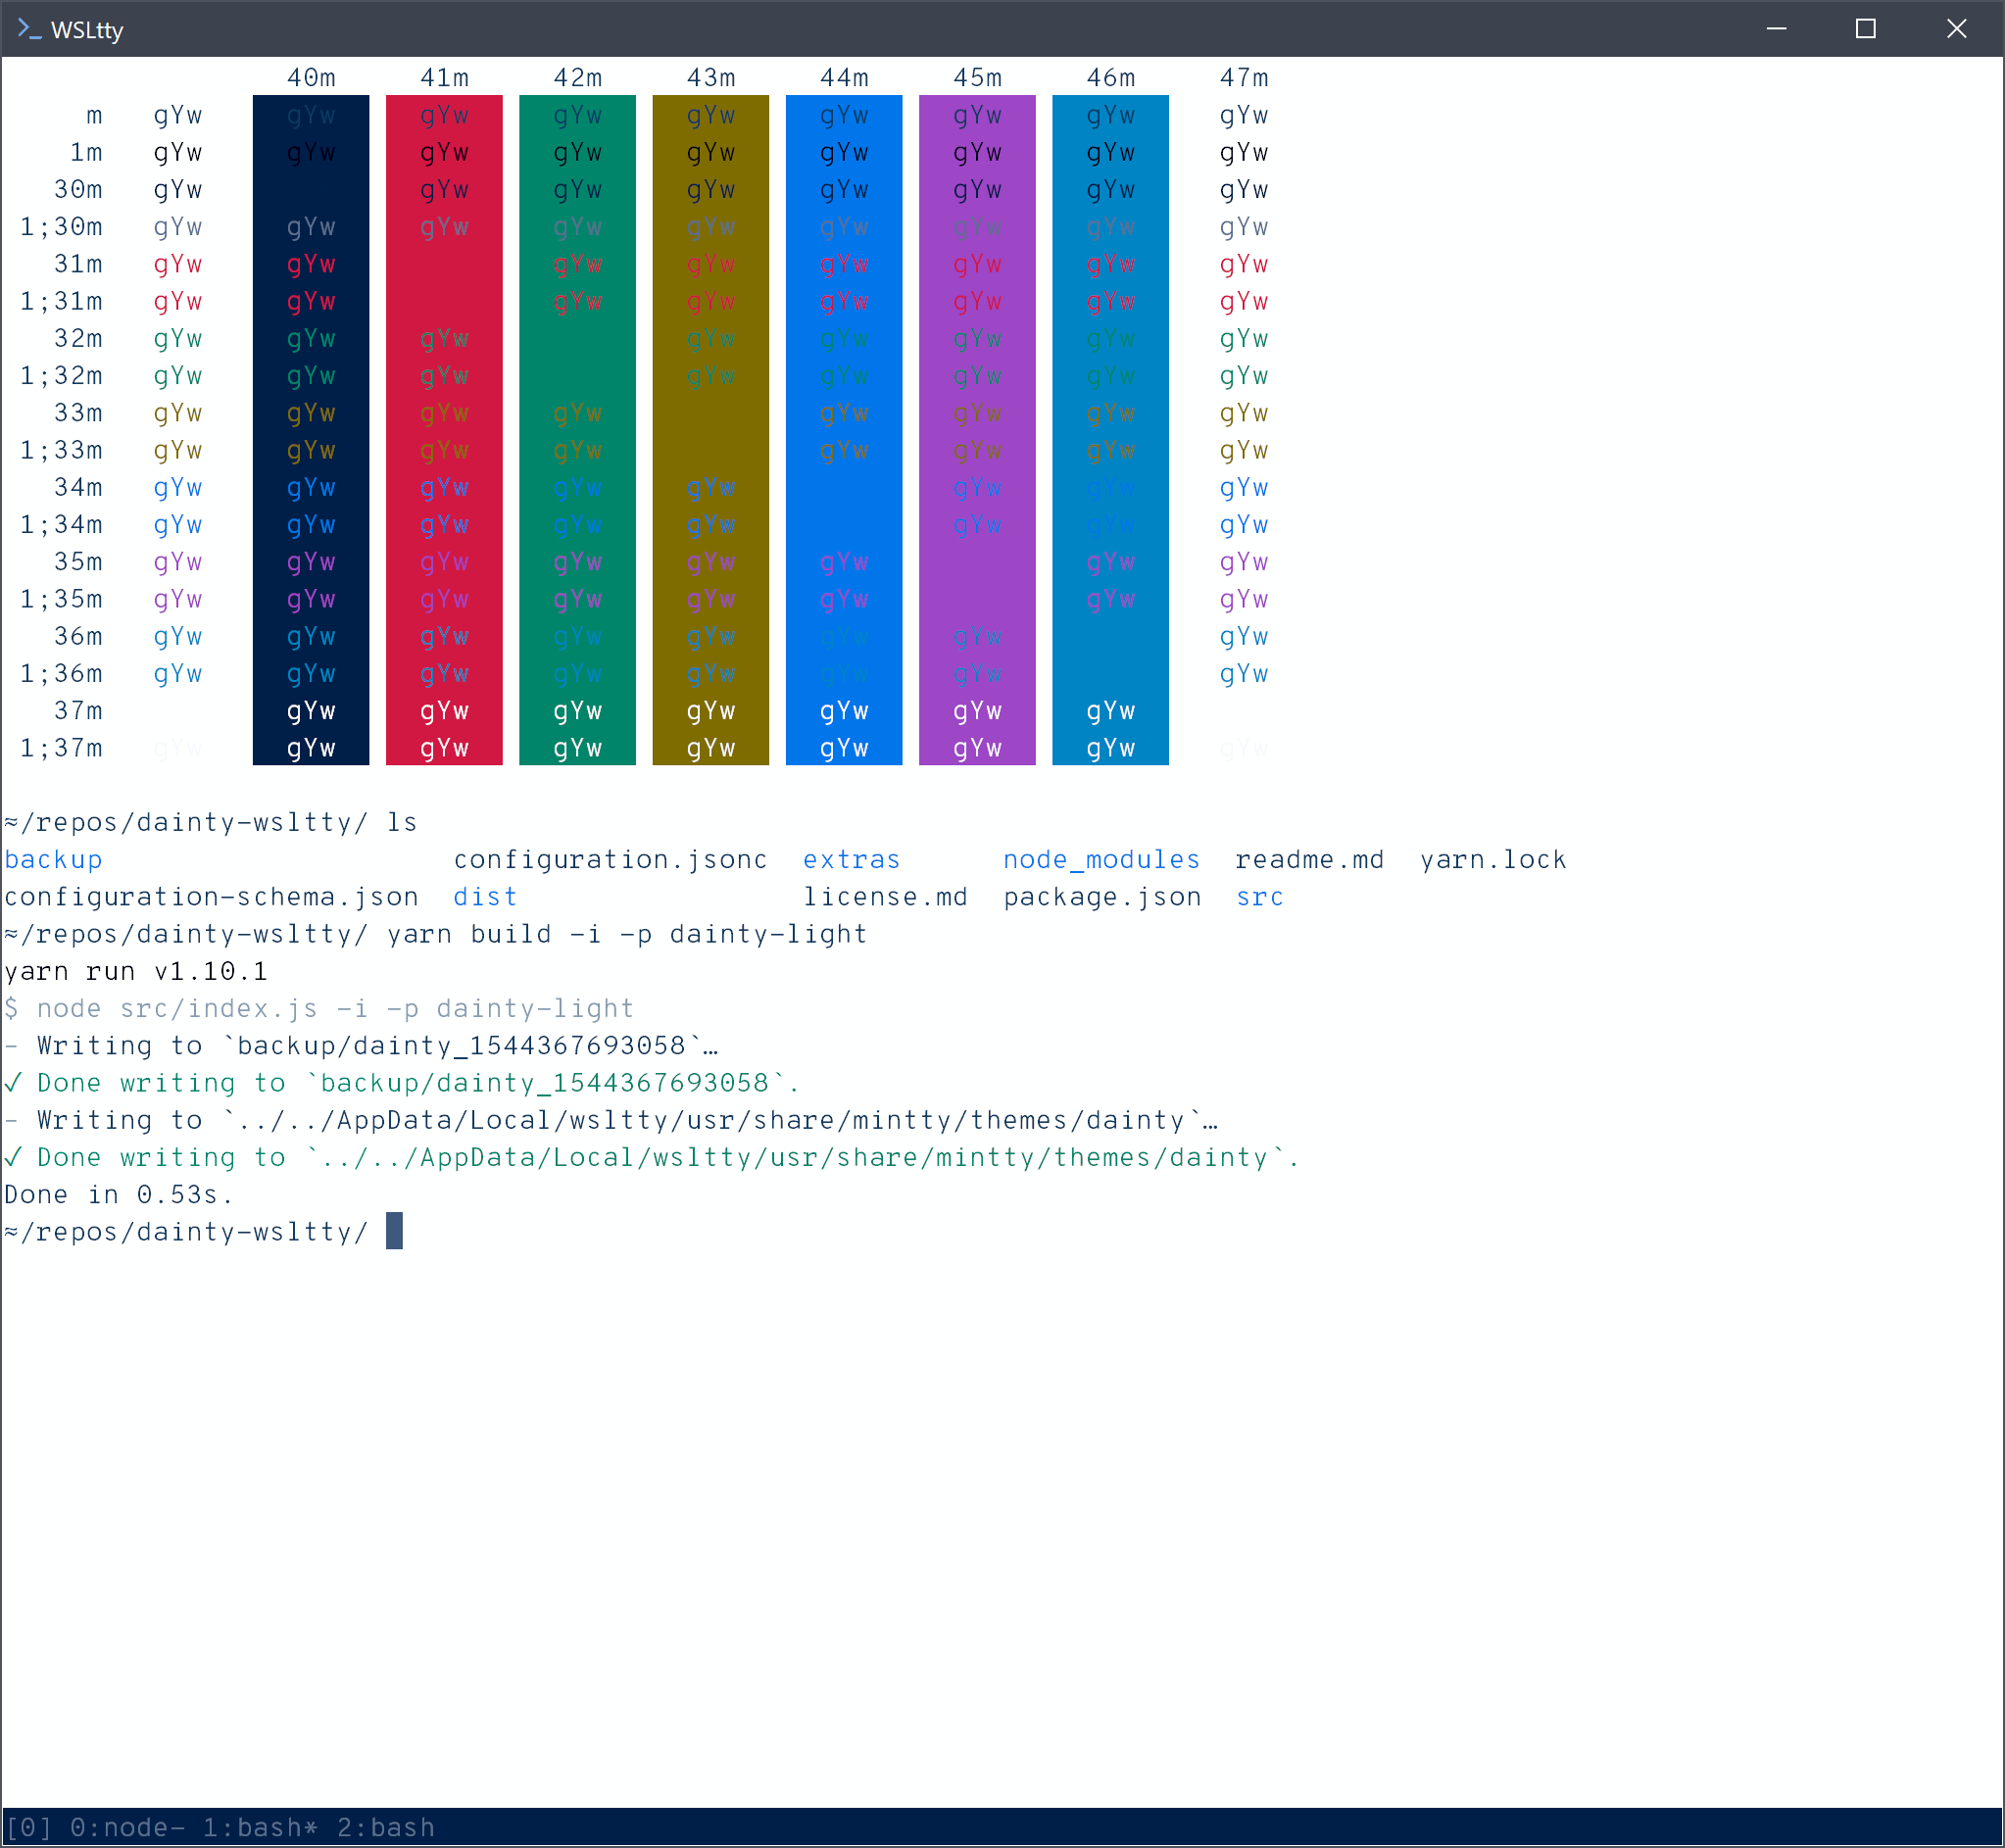 WSLtty
40m 41m 42m 43m 44m 45m 46m 47m
m gYw gYw gYw gYw gYw gYw gYw gYw gYw
1m gYw gYw gYw gYw gYw gYw gYw gYw gYw
30m gYw gYw gYw gYw gYw gYw gYw gYw
1;30m gYw gYw gYw gYw gYw gYw gYw gYw gYw
31m gYw gYw gYw gYw gYw gYw gYw gYw
1;31m gYw gYw gYw gYw gYw gYw gYw gYw
32m gYw gYw gYw gYw gYw gYw gYw gYw
1;32m gYw gYw gYw gYw gYw gYw gYw gYw
33m gYw gYw gYw gYw gYw gYw gYw gYw
1;33m gYw gYw gYw gYw gYw gYw gYw gYw
34m gYw gYw gYw gYw gYw gYw gYw gYw
1;34m gYw gYw gYw gYw gYw gYw gYw gYw
35m gYw gYw gYw gYw gYw gYw gYw gYw
1;35m gYw gYw gYw gYw gYw gYw gYw gYw
36m gYw gYw gYw gYw gYw gYw gYw gYw
1;36m gYw gYw gYw gYw gYw gYw gYw gYw
37m gYw gYw gYw gYw gYw gYw gYw
1;37m gYw gYw gYw gYw gYw gYw gYw gYw gYw
≈/repos/dainty-wsltty/ ls
backup configuration.jsonc extras node_modules readme.md yarn.lock
configuration-schema.json dist license.md package.json src
≈/repos/dainty-wsltty/ yarn build -i -p dainty-light
yarn run v1.10.1
$ node src/index.js -i -p dainty-light
- Writing to `backup/dainty_1544367693058`…
✓ Done writing to `backup/dainty_1544367693058`.
- Writing to `../../AppData/Local/wsltty/usr/share/mintty/themes/dainty`…
✓ Done writing to `../../AppData/Local/wsltty/usr/share/mintty/themes/dainty`.
Done in 0.53s.
≈/repos/dainty-wsltty/
[0] 0:node- 1:bash* 2:bash